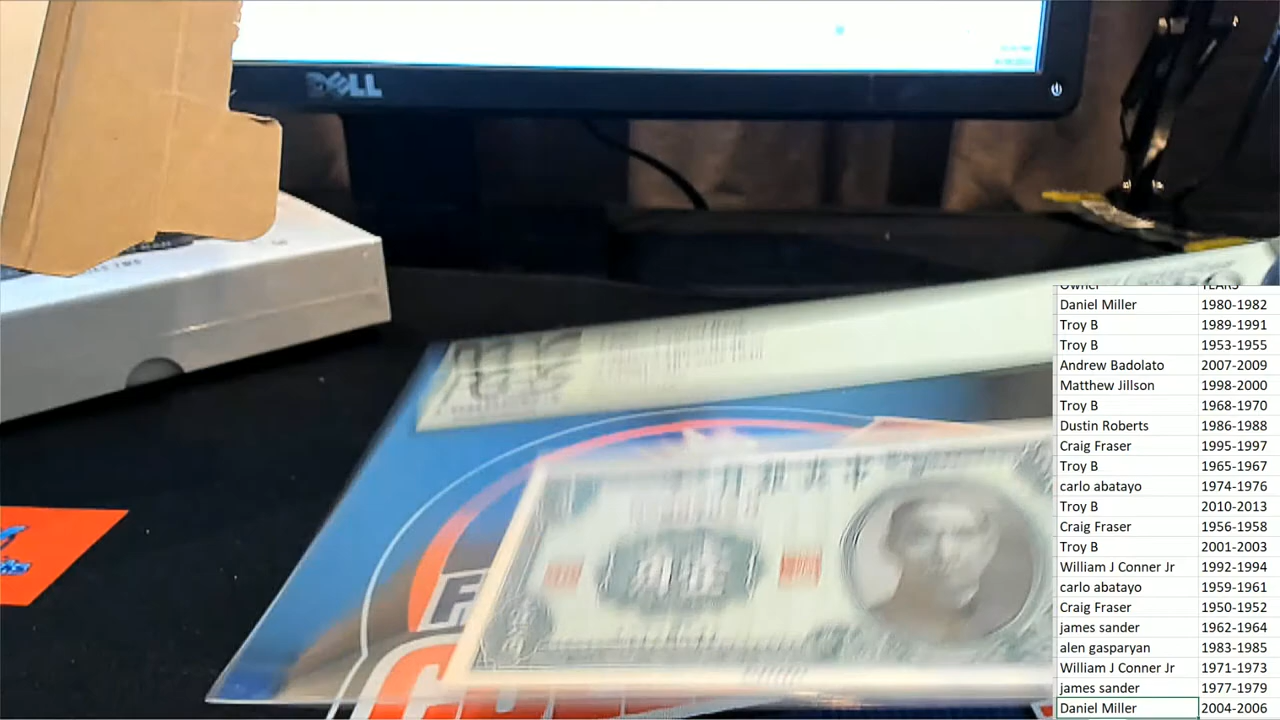 DELL
Owner YEARS
Daniel Miller 1980-1982
Troy B 1989-1991
Troy B 1953-1955
Andrew Badolato 2007-2009
Matthew Jillson 1998-2000
Troy B 1968-1970
Dustin Roberts 1986-1988
Craig Fraser 1995-1997
Troy B 1965-1967
carlo abatayo 1974-1976
Troy B 2010-2013
Craig Fraser 1956-1958
Troy B 2001-2003
William J Conner Jr 1992-1994
carlo abatayo 1959-1961
Craig Fraser 1950-1952
james sander 1962-1964
alen gasparyan 1983-1985
William J Conner Jr 1971-1973
james sander 1977-1979
Daniel Miller 2004-2006